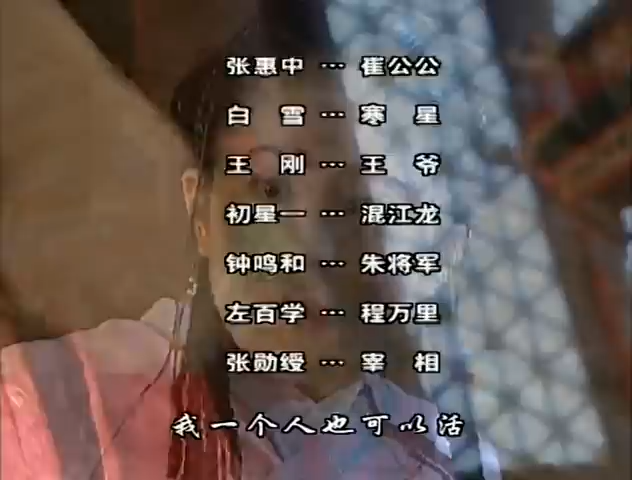 张惠中 … 崔公公
白　雪 … 寒　星
王　刚 … 王　爷
初星一 … 混江龙
钟鸣和 … 朱将军
左百学 … 程万里
张勋绶 … 宰　相
我一个人也可以活